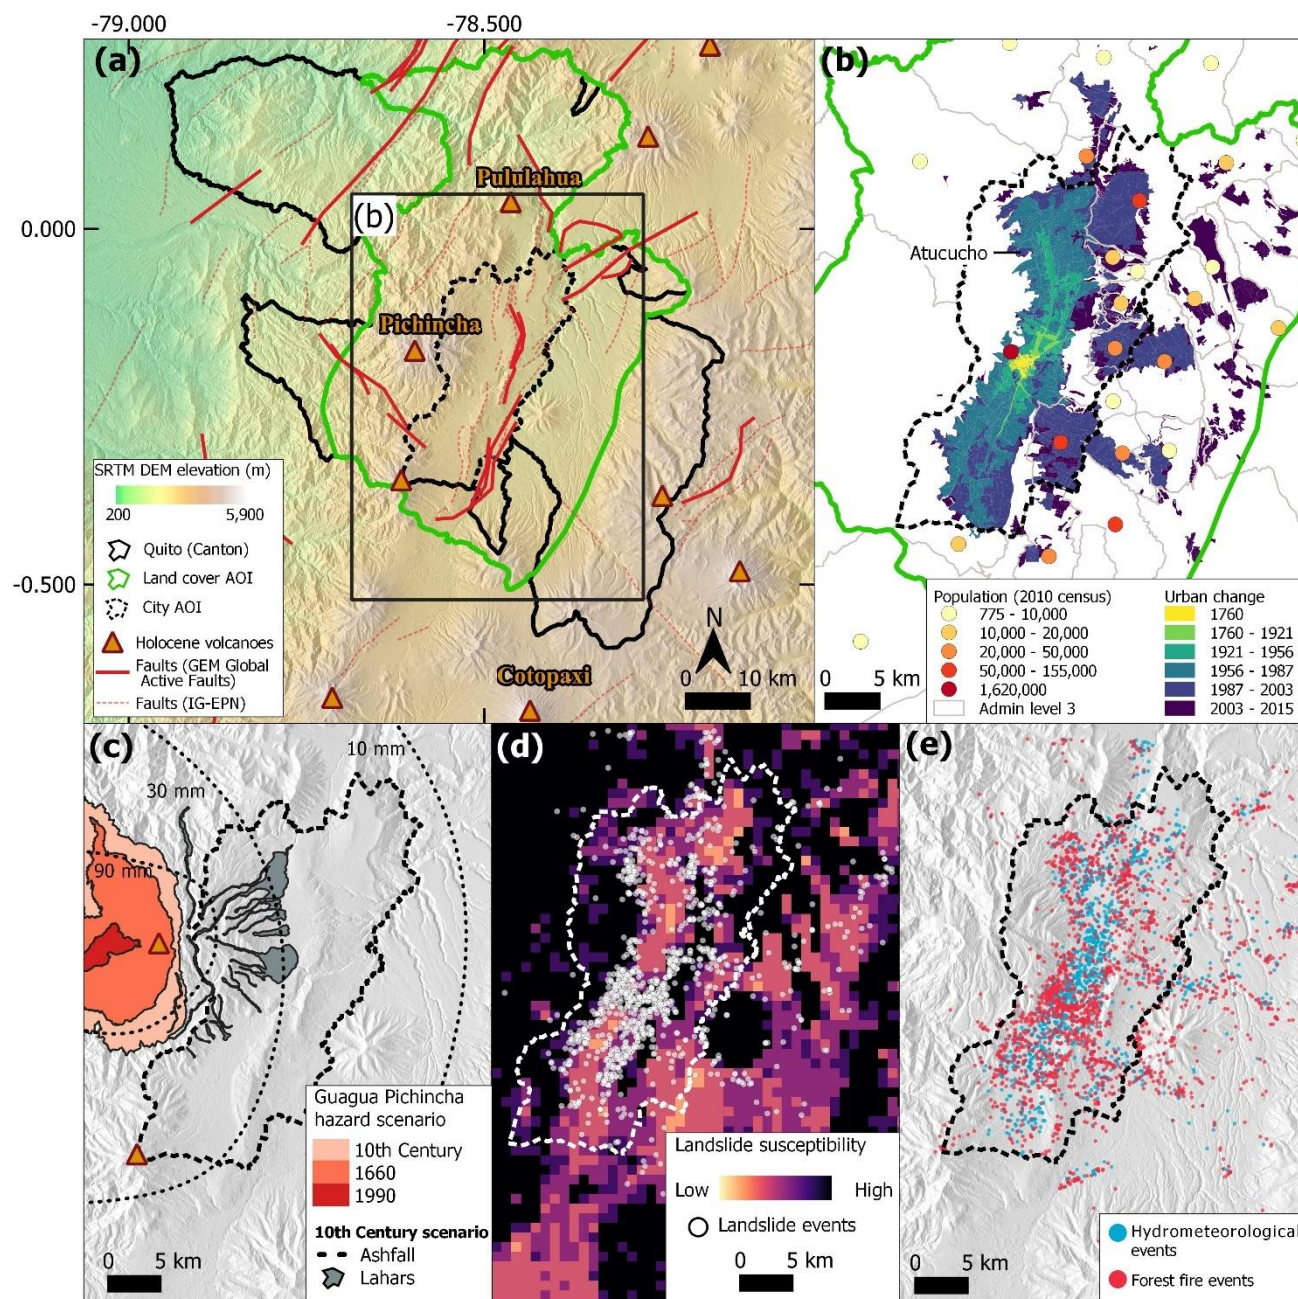 -79.000
-78.500
(a)
Pululahua
(b)
0.000
Pichincha
SRTM DEM elevation (m)
200
5,900
Quito (Canton)
Land cover AOI
City AOI
Holocene volcanoes
Faults (GEM Global
Active Faults)
Faults (IG-EPN)
-0.500
Cotopaxi
N
0 10 km
(b)
Atucucho
0 5 km
Population (2010 census)
775 - 10,000
10,000 - 20,000
20,000 - 50,000
50,000 - 155,000
1,620,000
Admin level 3
Urban change
1760
1760 - 1921
1921 - 1956
1956 - 1987
1987 - 2003
2003 - 2015
(c)
10 mm
30 mm
90 mm
Guagua Pichincha
hazard scenario
10th Century
1660
1990
10th Century scenario
Ashfall
Lahars
0 5 km
(d)
Landslide susceptibility
Low
High
Landslide events
0 5 km
(e)
0 5 km
Hydrometeorological
events
Forest fire events